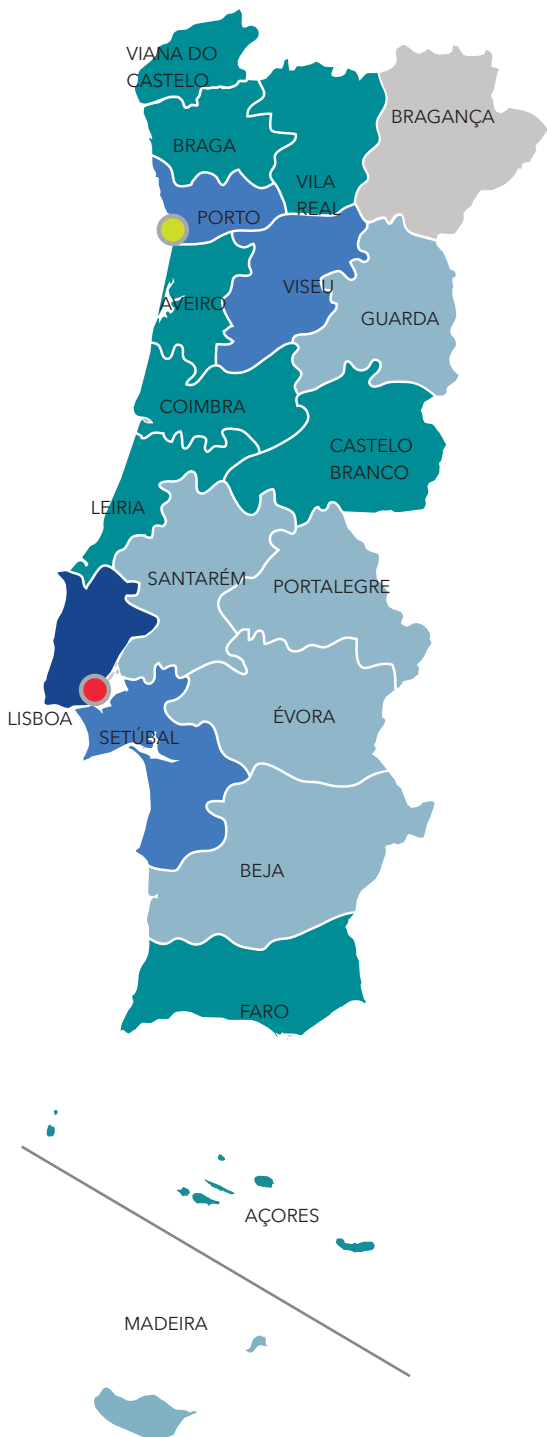 VIANA DO
CASTELO
BRAGANÇA
BRAGA
VILA
REAL
PORTO
VISEU
AVEIRO
GUARDA
COIMBRA
CASTELO
BRANCO
LEIRIA
SANTARÉM
PORTALEGRE
LISBOA
ÉVORA
SETÚBAL
BEJA
FARO
AÇORES
MADEIRA